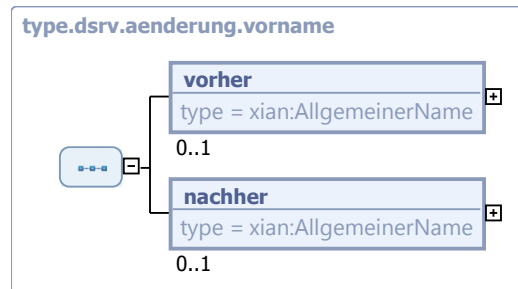 type.dsrv.aenderung.vorname
vorher
type = xian:AllgemeinerName
0..1
nachher
type = xian:AllgemeinerName
0..1